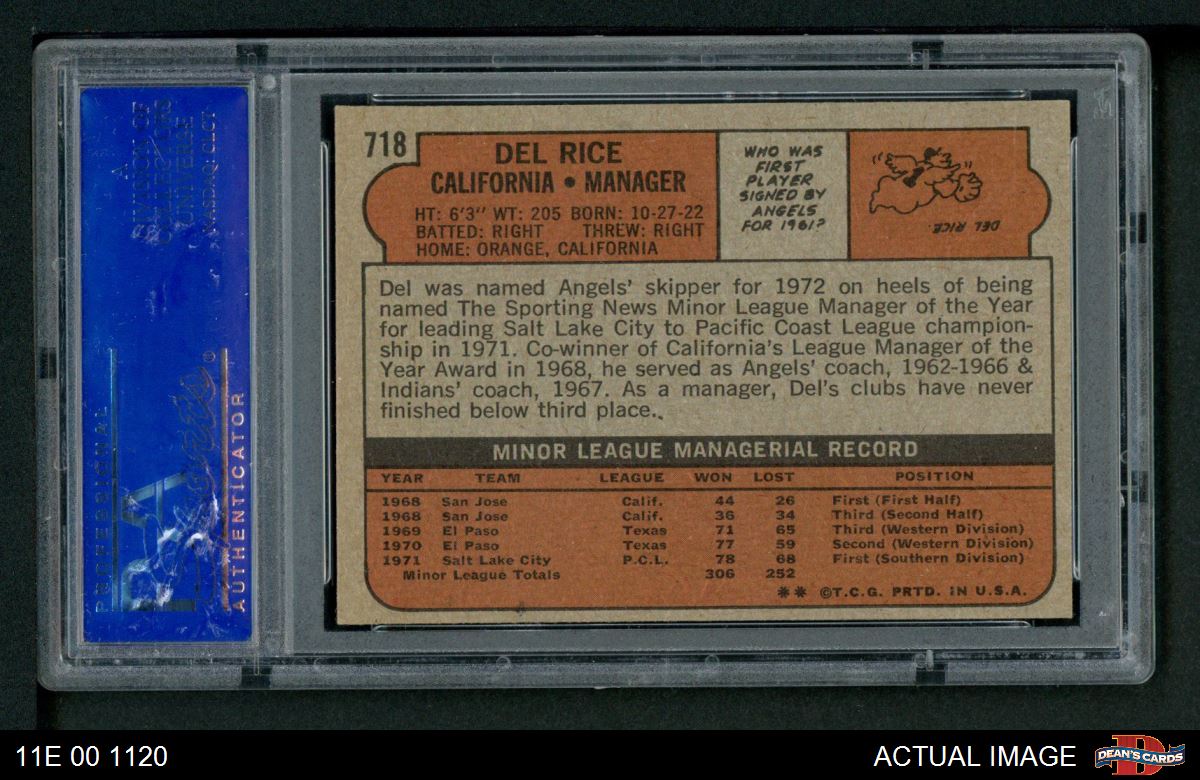 A
DIVISION OF
COLLECTORS
UNIVERSE
NASDAQ: CLCT
PROFESSIONAL
AUTHENTICATOR
®
718
DEL RICE
CALIFORNIA • MANAGER
HT: 6'3" WT: 205 BORN: 10-27-22
BATTED: RIGHT THREW: RIGHT
HOME: ORANGE, CALIFORNIA
WHO WAS
FIRST
PLAYER
SIGNED BY
ANGELS
FOR 1961?
DEL RICE
Del was named Angels' skipper for 1972 on heels of being
named The Sporting News Minor League Manager of the Year
for leading Salt Lake City to Pacific Coast League champion-
ship in 1971. Co-winner of California's League Manager of the
Year Award in 1968, he served as Angels' coach, 1962-1966 &
Indians' coach, 1967. As a manager, Del's clubs have never
finished below third place.
MINOR LEAGUE MANAGERIAL RECORD
YEAR TEAM LEAGUE WON LOST POSITION
1968 San Jose Calif. 44 26 First (First Half)
1968 San Jose Calif. 36 34 Third (Second Half)
1969 El Paso Texas 71 65 Third (Western Division)
1970 El Paso Texas 77 59 Second (Western Division)
1971 Salt Lake City P.C.L. 78 68 First (Southern Division)
Minor League Totals 306 252
** ©T.C.G. PRTD. IN U.S.A.
11E 00 1120
ACTUAL IMAGE
DEAN'S CARDS